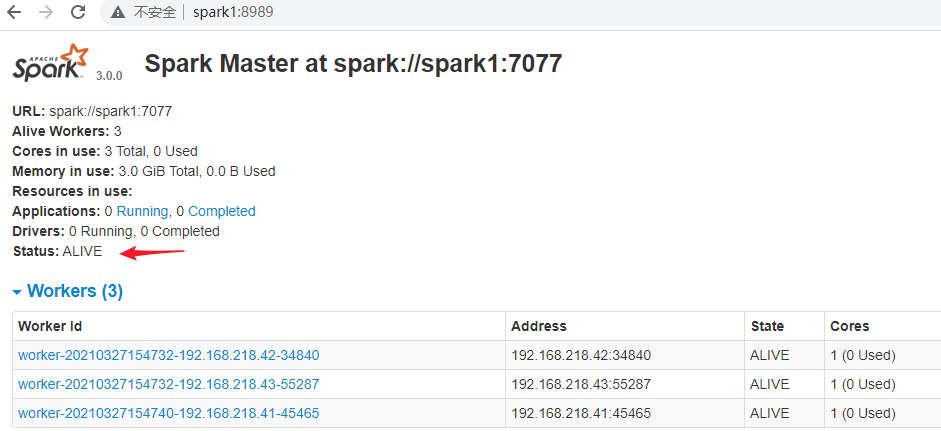 不安全 spark1:8989
APACHE
Spark 3.0.0 Spark Master at spark://spark1:7077
URL: spark://spark1:7077
Alive Workers: 3
Cores in use: 3 Total, 0 Used
Memory in use: 3.0 GiB Total, 0.0 B Used
Resources in use:
Applications: 0 Running, 0 Completed
Drivers: 0 Running, 0 Completed
Status: ALIVE
Workers (3)
Worker Id Address State Cores
worker-20210327154732-192.168.218.42-34840 192.168.218.42:34840 ALIVE 1 (0 Used)
worker-20210327154732-192.168.218.43-55287 192.168.218.43:55287 ALIVE 1 (0 Used)
worker-20210327154740-192.168.218.41-45465 192.168.218.41:45465 ALIVE 1 (0 Used)